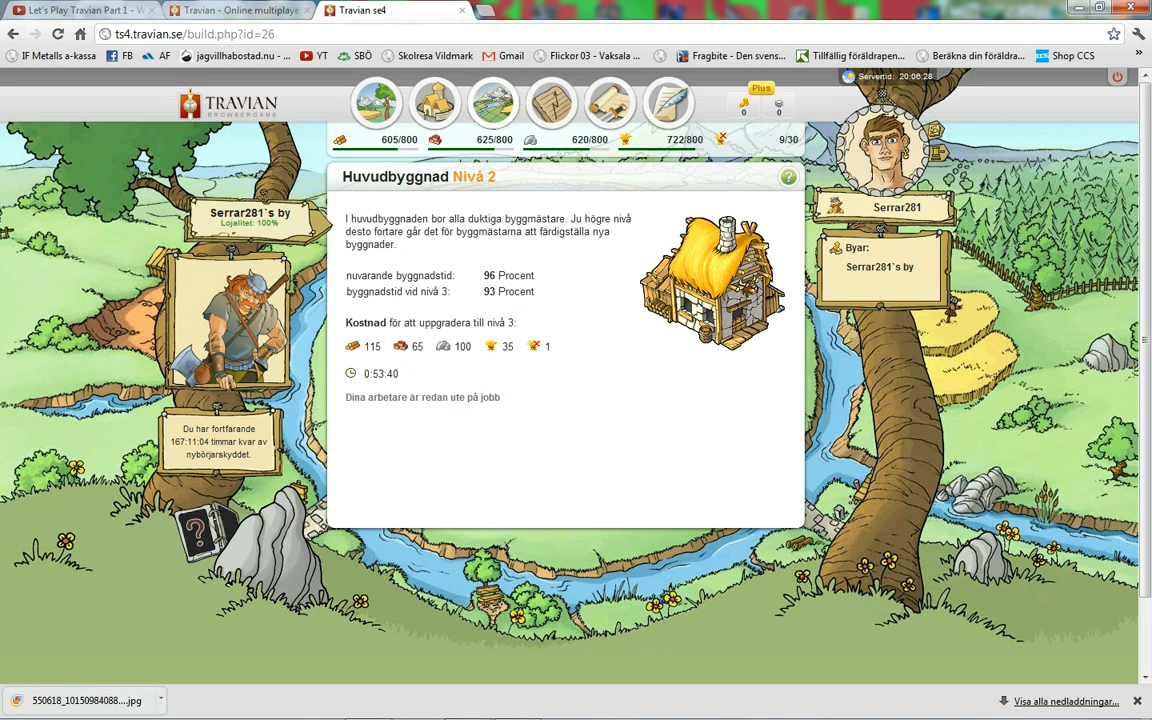 Let's Play Travian Part 1 - W
Travian - Online multiplaye
Travian se4
ts4.travian.se/build.php?id=26
IF Metalls a-kassa
FB
AF
jagvillhabostad.nu - ...
YT
SBÖ
Skolresa Vildmark
Gmail
Flickor 03 - Vaksala ...
Fragbite - Den svens...
Tillfällig föräldrapen...
Beräkna din föräldra...
Shop CCS
»
Servertid: 20:06:28
TRAVIAN
BROWSERGAME
Plus
0
0
605/800
625/800
620/800
722/800
9/30
Huvudbyggnad Nivå 2
?
Serrar281`s by
Lojalitet: 100%
I huvudbyggnaden bor alla duktiga byggmästare. Ju högre nivå
desto fortare går det för byggmästarna att färdigställa nya
byggnader.
nuvarande byggnadstid: 96 Procent
byggnadstid vid nivå 3: 93 Procent
Kostnad för att uppgradera till nivå 3:
115 65 100 35 1
0:53:40
Dina arbetare är redan ute på jobb
Serrar281
Byar:
Serrar281`s by
Du har fortfarande
167:11:04 timmar kvar av
nybörjarskyddet.
?
550618_10150984088....jpg
Visa alla nedladdningar...